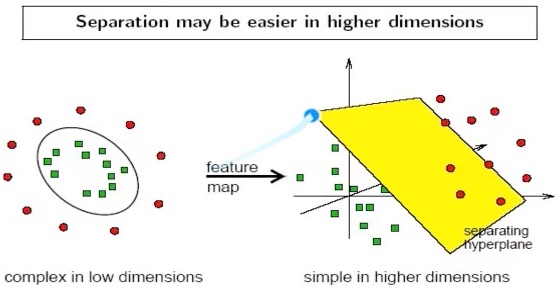 Separation may be easier in higher dimensions
feature
map
separating
hyperplane
complex in low dimensions
simple in higher dimensions